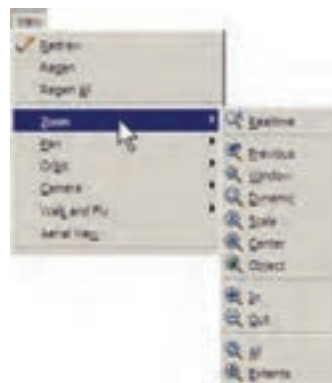 View
Redraw
Regen
Regen All
Zoom
Pan
Orbit
Camera
Walk and Fly
Aerial View
Realtime
Previous
Window
Dynamic
Scale
Center
Object
In
Out
All
Extents